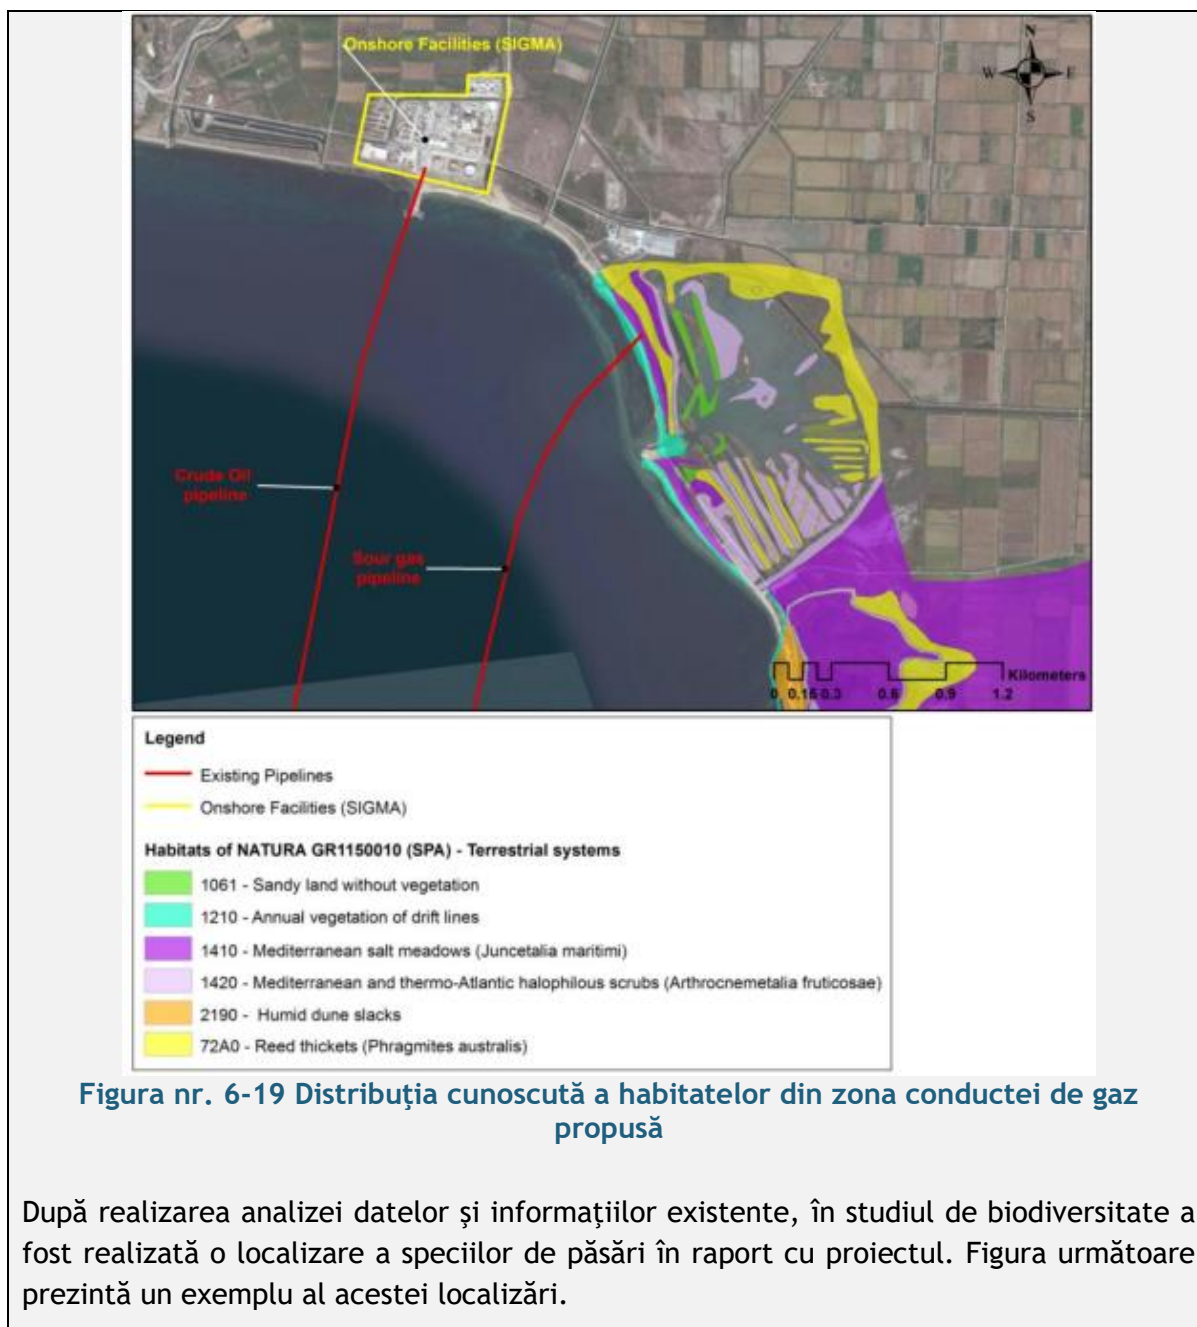 Onshore Facilities (SIGMA)
N
W E
S
Crude Oil
pipeline
Sour gas
pipeline
Kilometers
0 0.15 0.3 0.6 0.9 1.2
Legend
Existing Pipelines
Onshore Facilities (SIGMA)
Habitats of NATURA GR1150010 (SPA) - Terrestrial systems
1061 - Sandy land without vegetation
1210 - Annual vegetation of drift lines
1410 - Mediterranean salt meadows (Juncetalia maritimi)
1420 - Mediterranean and thermo-Atlantic halophilous scrubs (Arthrocnemetalia fruticosae)
2190 - Humid dune slacks
72A0 - Reed thickets (Phragmites australis)
Figura nr. 6-19 Distribuția cunoscută a habitatelor din zona conductei de gaz
propusă
După realizarea analizei datelor și informațiilor existente, în studiul de biodiversitate a
fost realizată o localizare a speciilor de păsări în raport cu proiectul. Figura următoare
prezintă un exemplu al acestei localizări.